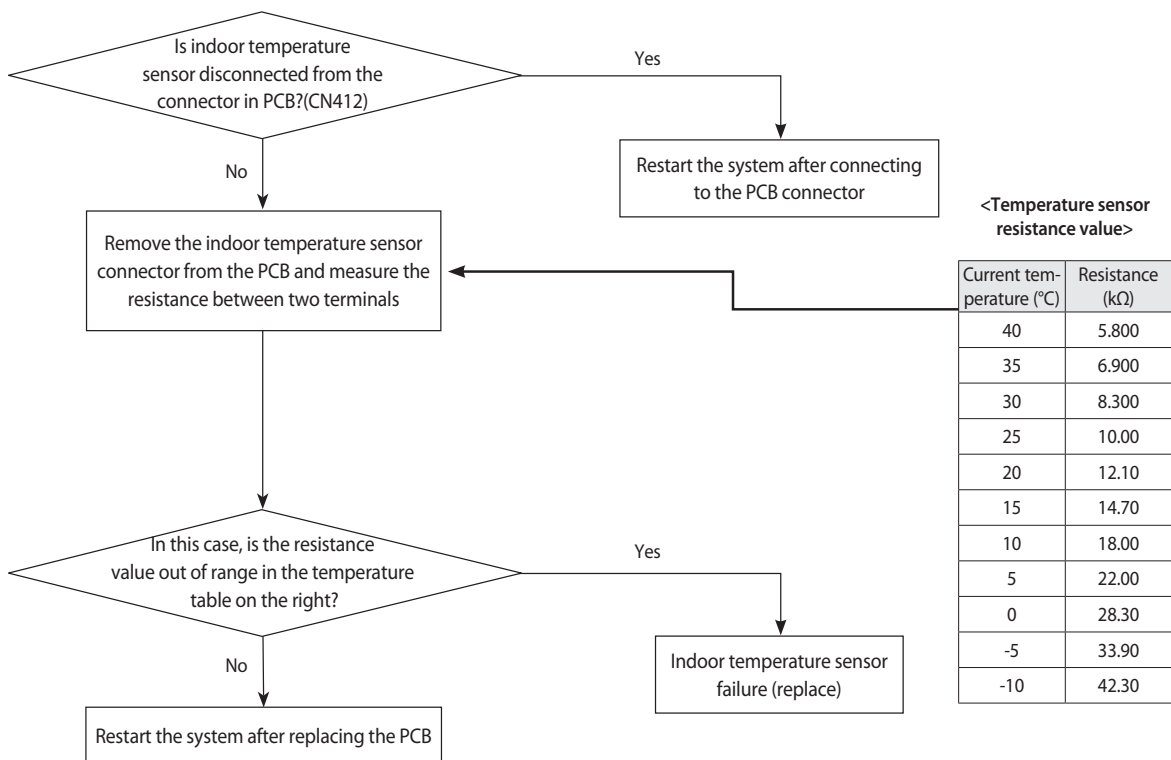 Is indoor temperature
sensor disconnected from the
connector in PCB?(CN412)
Yes
No
Restart the system after connecting
to the PCB connector
Remove the indoor temperature sensor
connector from the PCB and measure the
resistance between two terminals
In this case, is the resistance
value out of range in the temperature
table on the right?
Yes
No
Indoor temperature sensor
failure (replace)
Restart the system after replacing the PCB
<Temperature sensor
resistance value>
Current tem-
perature (°C)
Resistance
(kΩ)
40 5.800
35 6.900
30 8.300
25 10.00
20 12.10
15 14.70
10 18.00
5 22.00
0 28.30
-5 33.90
-10 42.30